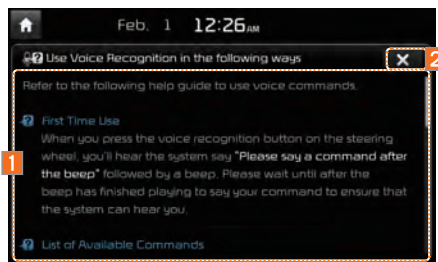 Feb. 1 12:26AM
Use Voice Recognition in the following ways
2
Refer to the following help guide to use voice commands.
First Time Use
When you press the voice recognition button on the steering
wheel, you'll hear the system say "Please say a command after
1
the beep" followed by a beep. Please wait until after the
beep has finished playing to say your command to ensure that
the system can hear you.
List of Available Commands